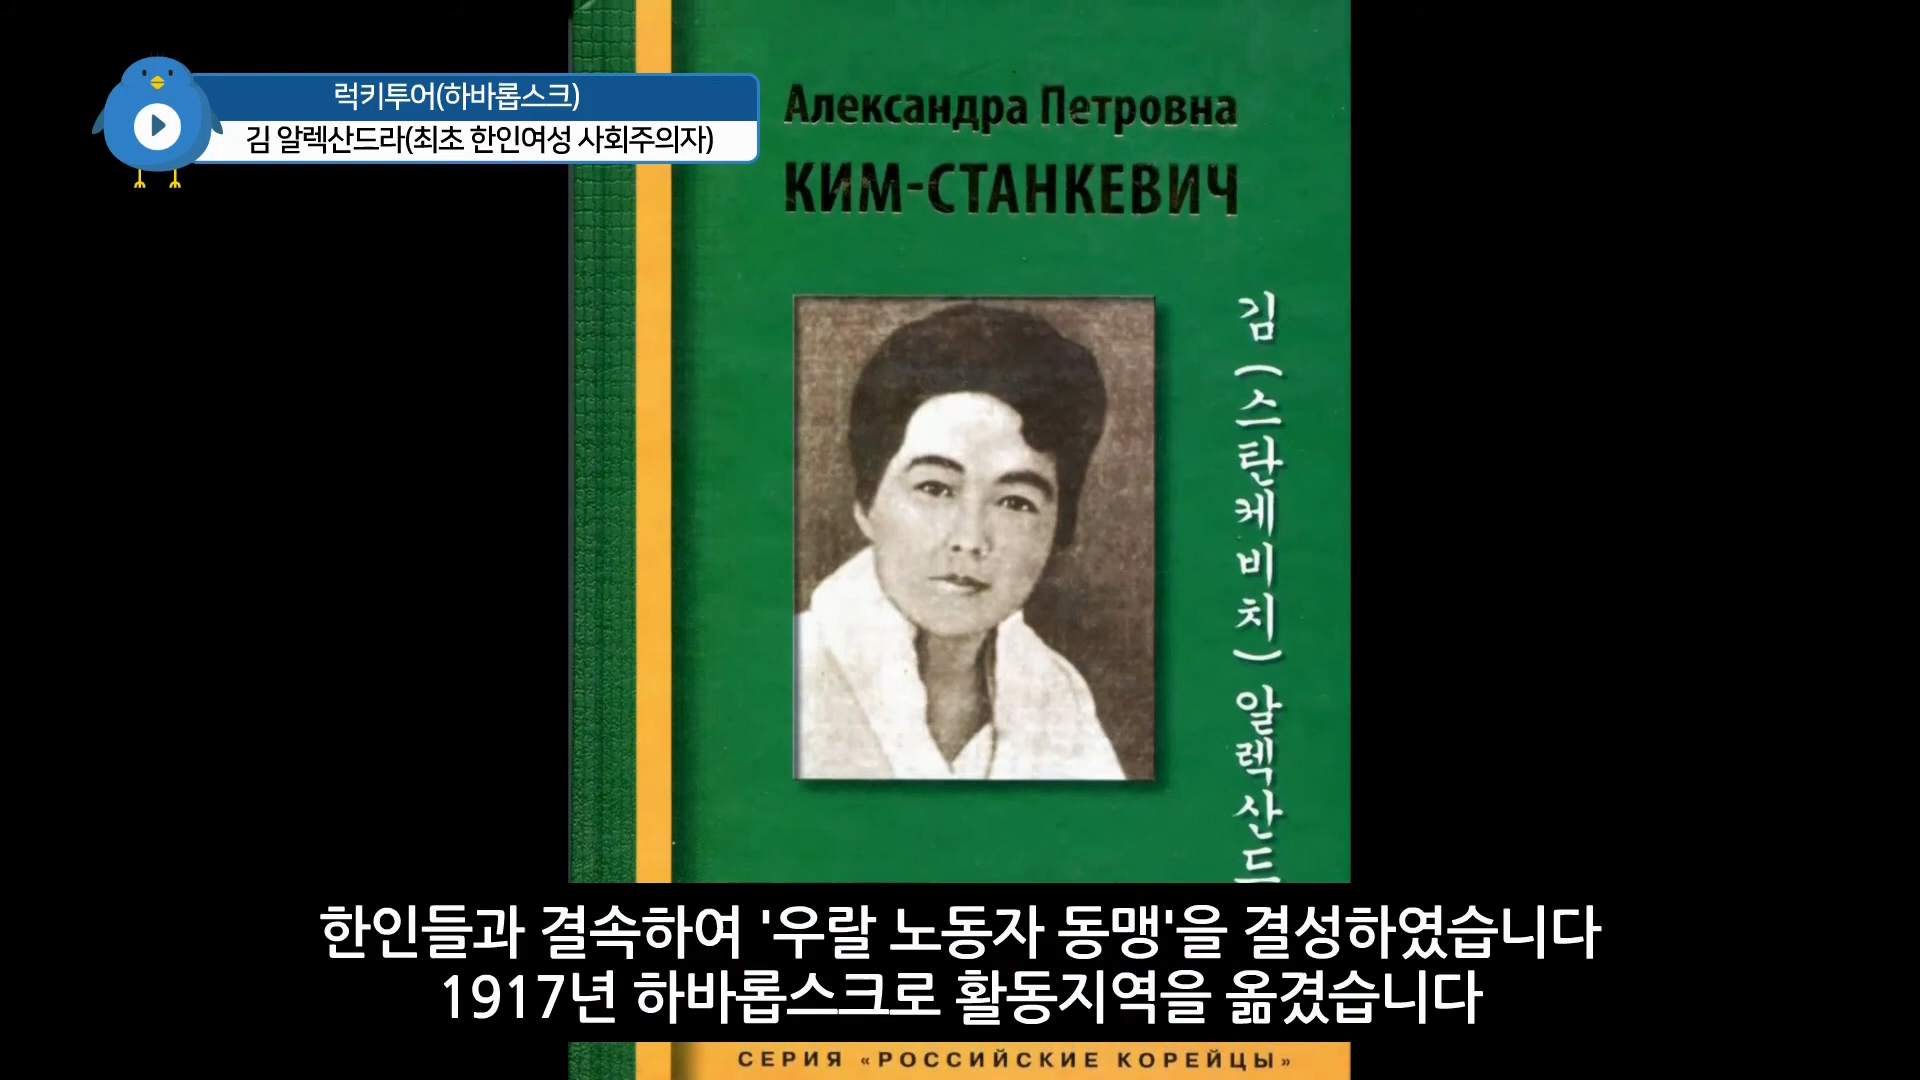 럭키투어(하바롭스크)
김 알렉산드라(최초 한인여성 사회주의자)
Александра Петровна
КИМ-СТАНКЕВИЧ
김(스탄케비치) 알렉산드
한인들과 결속하여 '우랄 노동자 동맹'을 결성하였습니다
1917년 하바롭스크로 활동지역을 옮겼습니다
СЕРИЯ «РОССИЙСКИЕ КОРЕЙЦЫ»